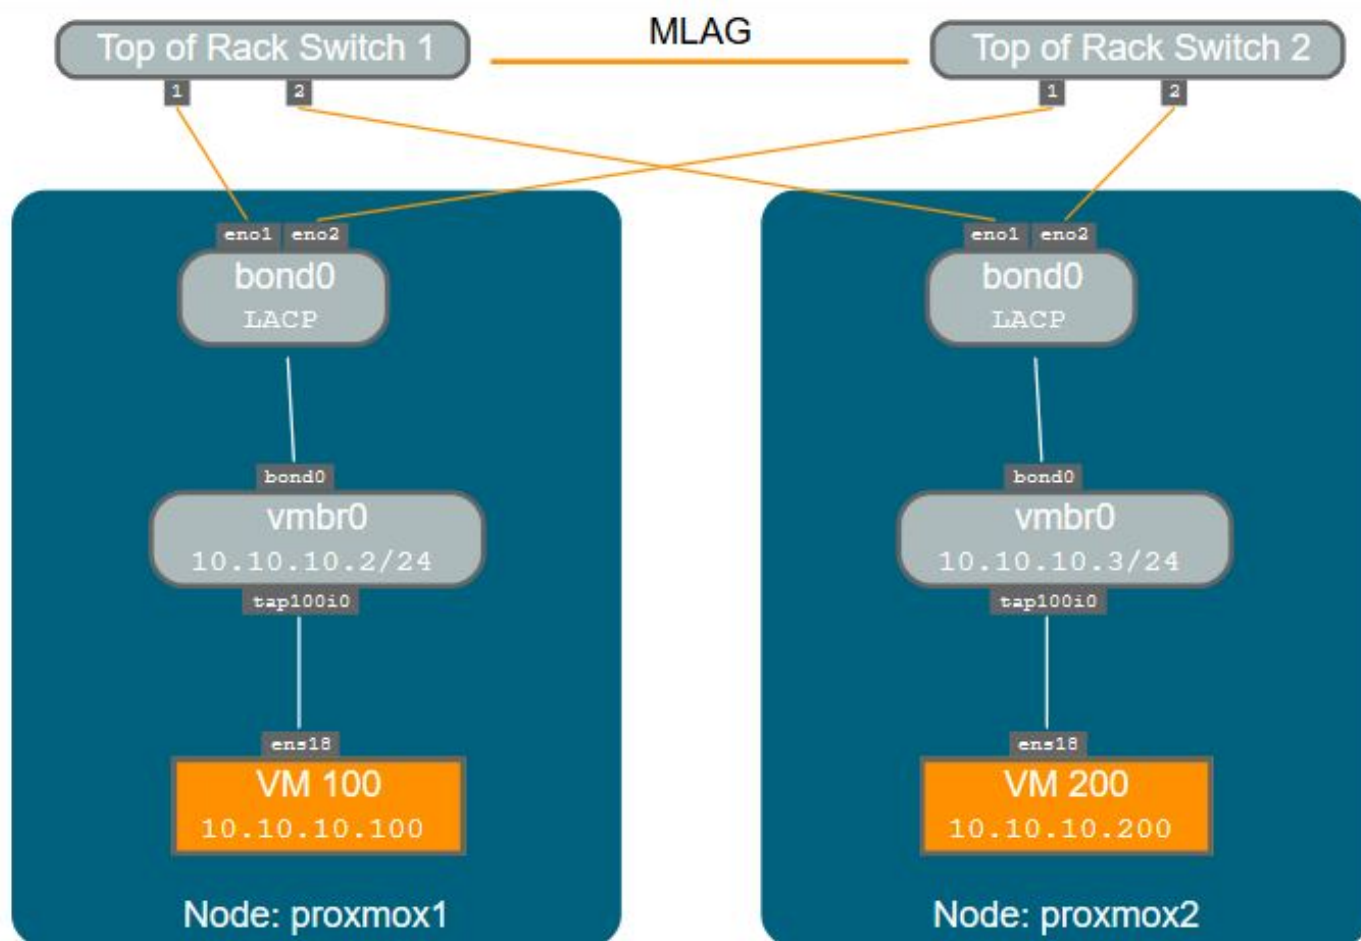 MLAG
Top of Rack Switch 1
Top of Rack Switch 2
1 2
1 2
eno1 eno2
bond0
LACP
bond0
vmbr0
10.10.10.2/24
tap100i0
ens18
VM 100
10.10.10.100
Node: proxmox1
eno1 eno2
bond0
LACP
bond0
vmbr0
10.10.10.3/24
tap100i0
ens18
VM 200
10.10.10.200
Node: proxmox2